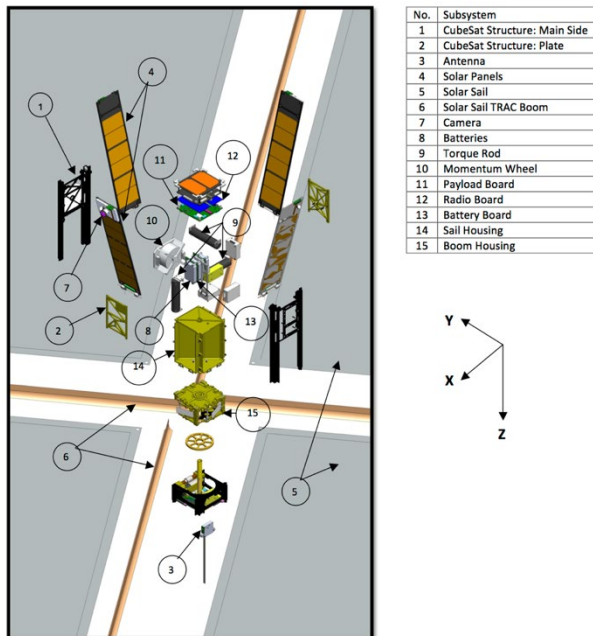 No. Subsystem
1 CubeSat Structure: Main Side
2 CubeSat Structure: Plate
3 Antenna
4 Solar Panels
5 Solar Sail
6 Solar Sail TRAC Boom
7 Camera
8 Batteries
9 Torque Rod
10 Momentum Wheel
11 Payload Board
12 Radio Board
13 Battery Board
14 Sail Housing
15 Boom Housing
4
1
11
12
10
9
7
2
8
13
14
15
6
5
3
Y
X
Z